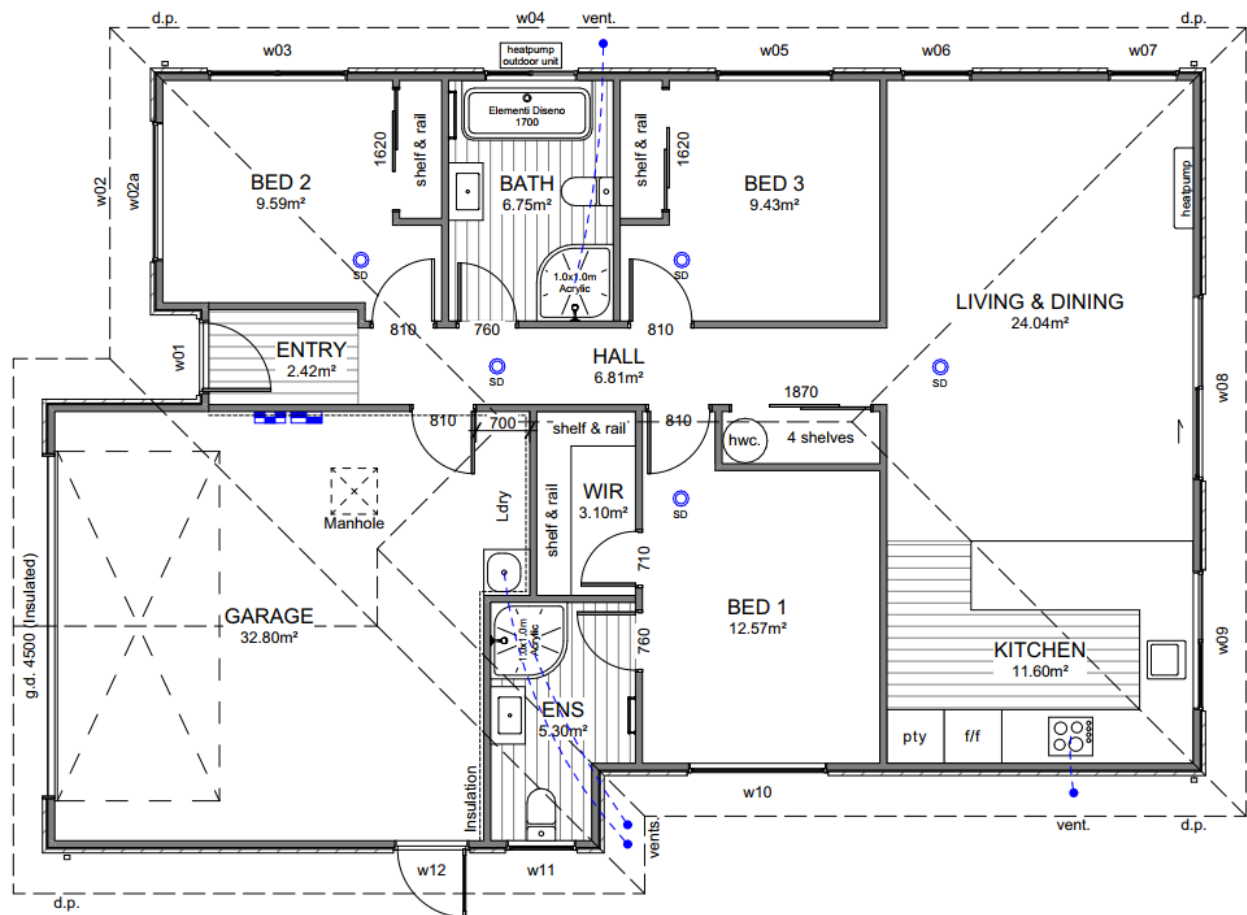 d.p.
w04
vent.
d.p.
w03
heatpump
outdoor unit
w05
w06
w07
Elementi Diseno
1700
1620
shelf & rail
shelf & rail
1620
w02
w02a
BED 2
9.59m²
BATH
6.75m²
BED 3
9.43m²
heatpump
SD
1.0x1.0m
Acrylic
SD
LIVING & DINING
24.04m²
810
760
810
w01
ENTRY
2.42m²
HALL
6.81m²
SD
SD
w08
1870
810
700
shelf & rail
810
hwc.
4 shelves
Manhole
Ldry
shelf & rail
WIR
3.10m²
SD
710
g.d. 4500 (Insulated)
GARAGE
32.80m²
1.0x1.0m
Acrylic
760
BED 1
12.57m²
KITCHEN
11.60m²
w09
ENS
5.30m²
pty
f/f
Insulation
w10
vent.
d.p.
vents.
w12
w11
d.p.